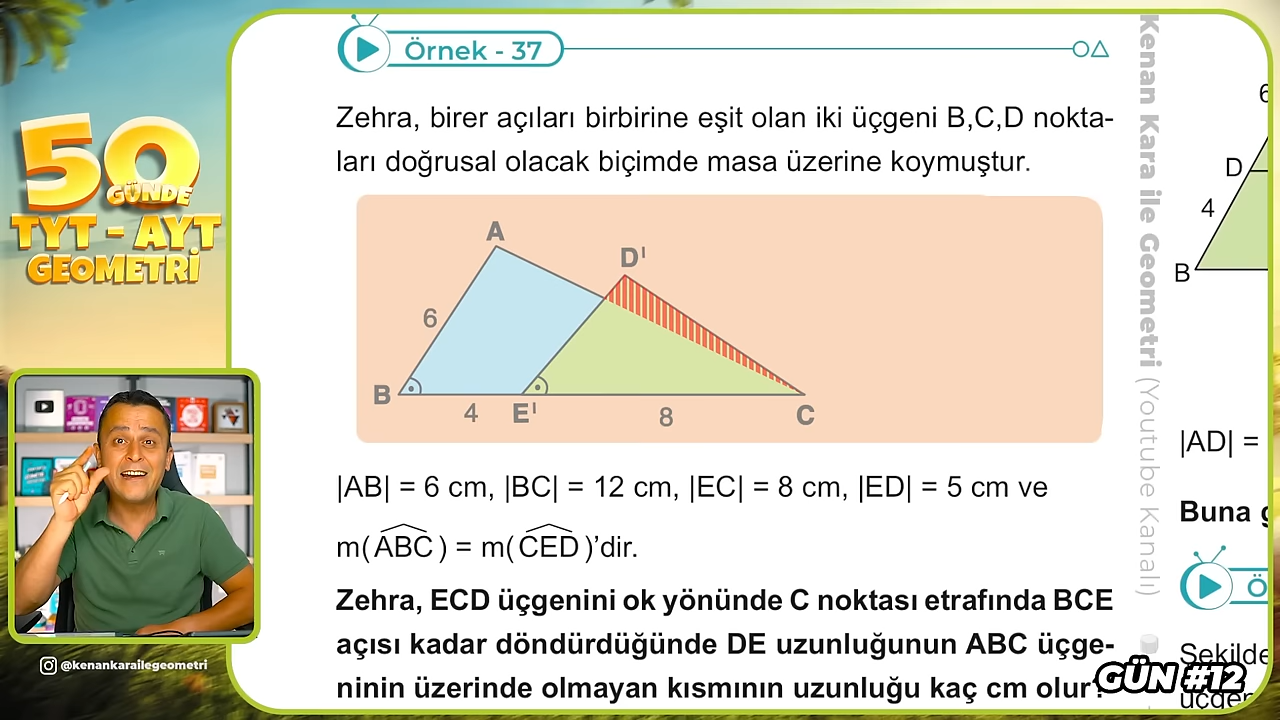 50
GÜNDE
TYT - AYT
GEOMETRİ
@kenankarailegeometri
Örnek - 37
Zehra, birer açıları birbirine eşit olan iki üçgeni B,C,D nokta-
ları doğrusal olacak biçimde masa üzerine koymuştur.
A
D'
6
B
4
E'
8
C
|AB| = 6 cm, |BC| = 12 cm, |EC| = 8 cm, |ED| = 5 cm ve
m(ABC) = m(CED)'dir.
Zehra, ECD üçgenini ok yönünde C noktası etrafında BCE
açısı kadar döndürdüğünde DE uzunluğunun ABC üçge-
ninin üzerinde olmayan kısmının uzunluğu kaç cm olur?
Kenan Kara ile Geometri (Youtube Kanalı)
6
D
4
B
|AD| =
Buna g
Ö
Şekilde
üçgen
GÜN #12